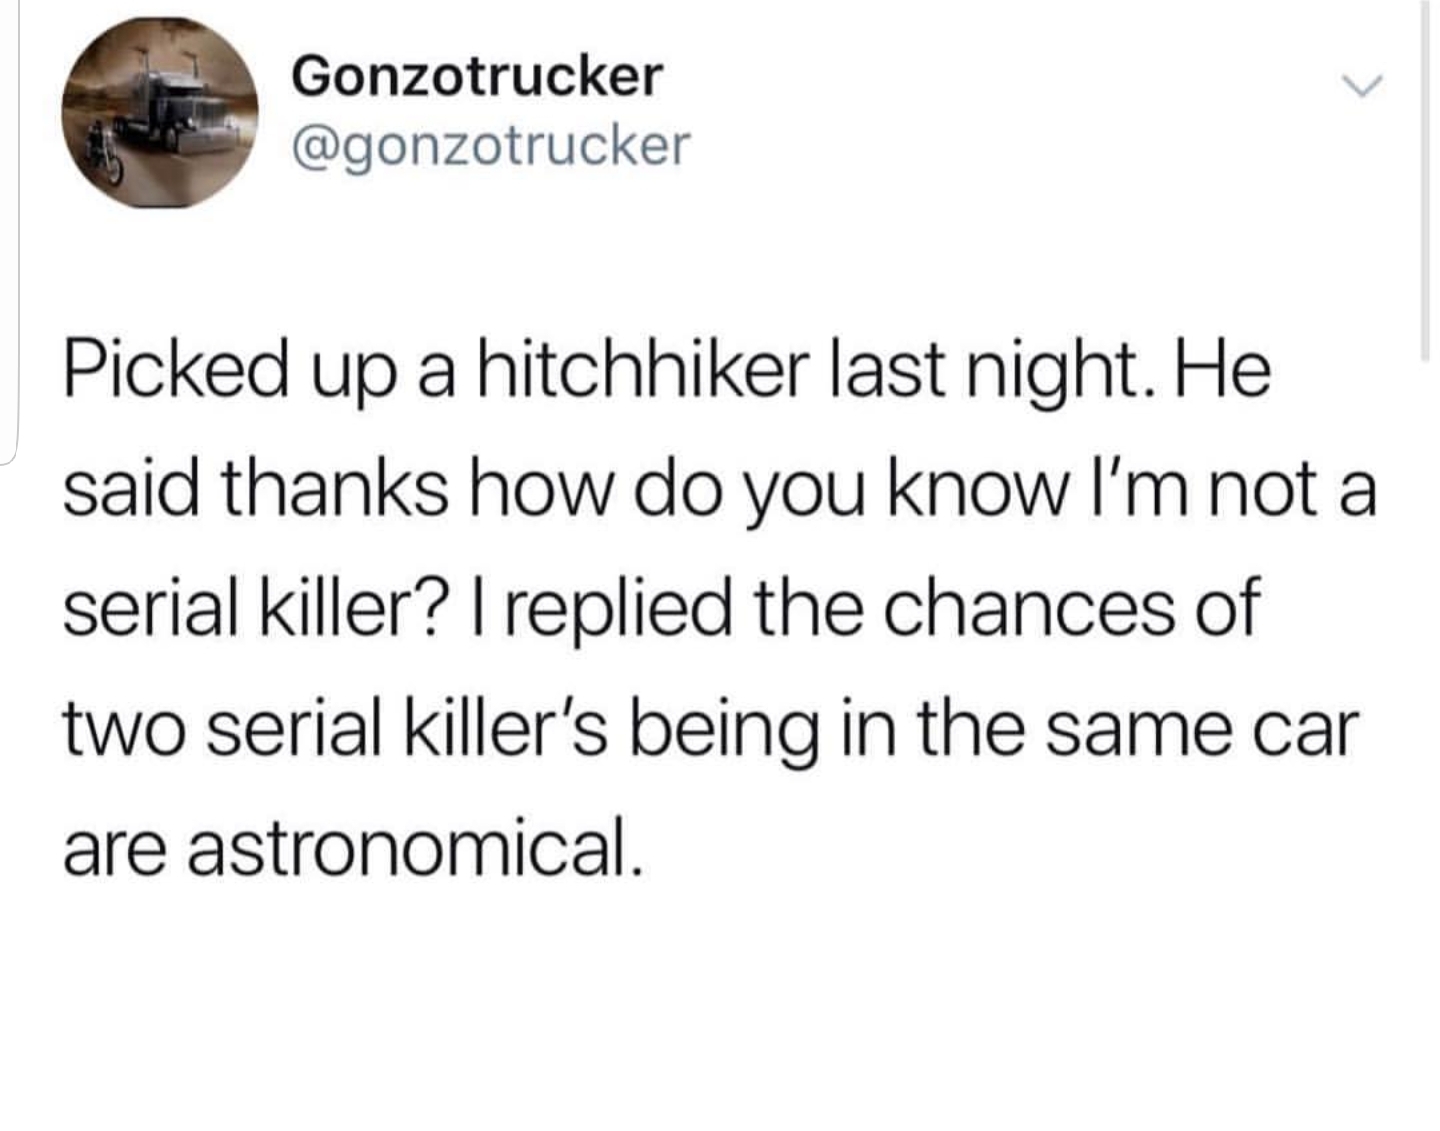 Gonzotrucker
@gonzotrucker
Picked up a hitchhiker last night. He
said thanks how do you know I'm not a
serial killer? I replied the chances of
two serial killer's being in the same car
are astronomical.